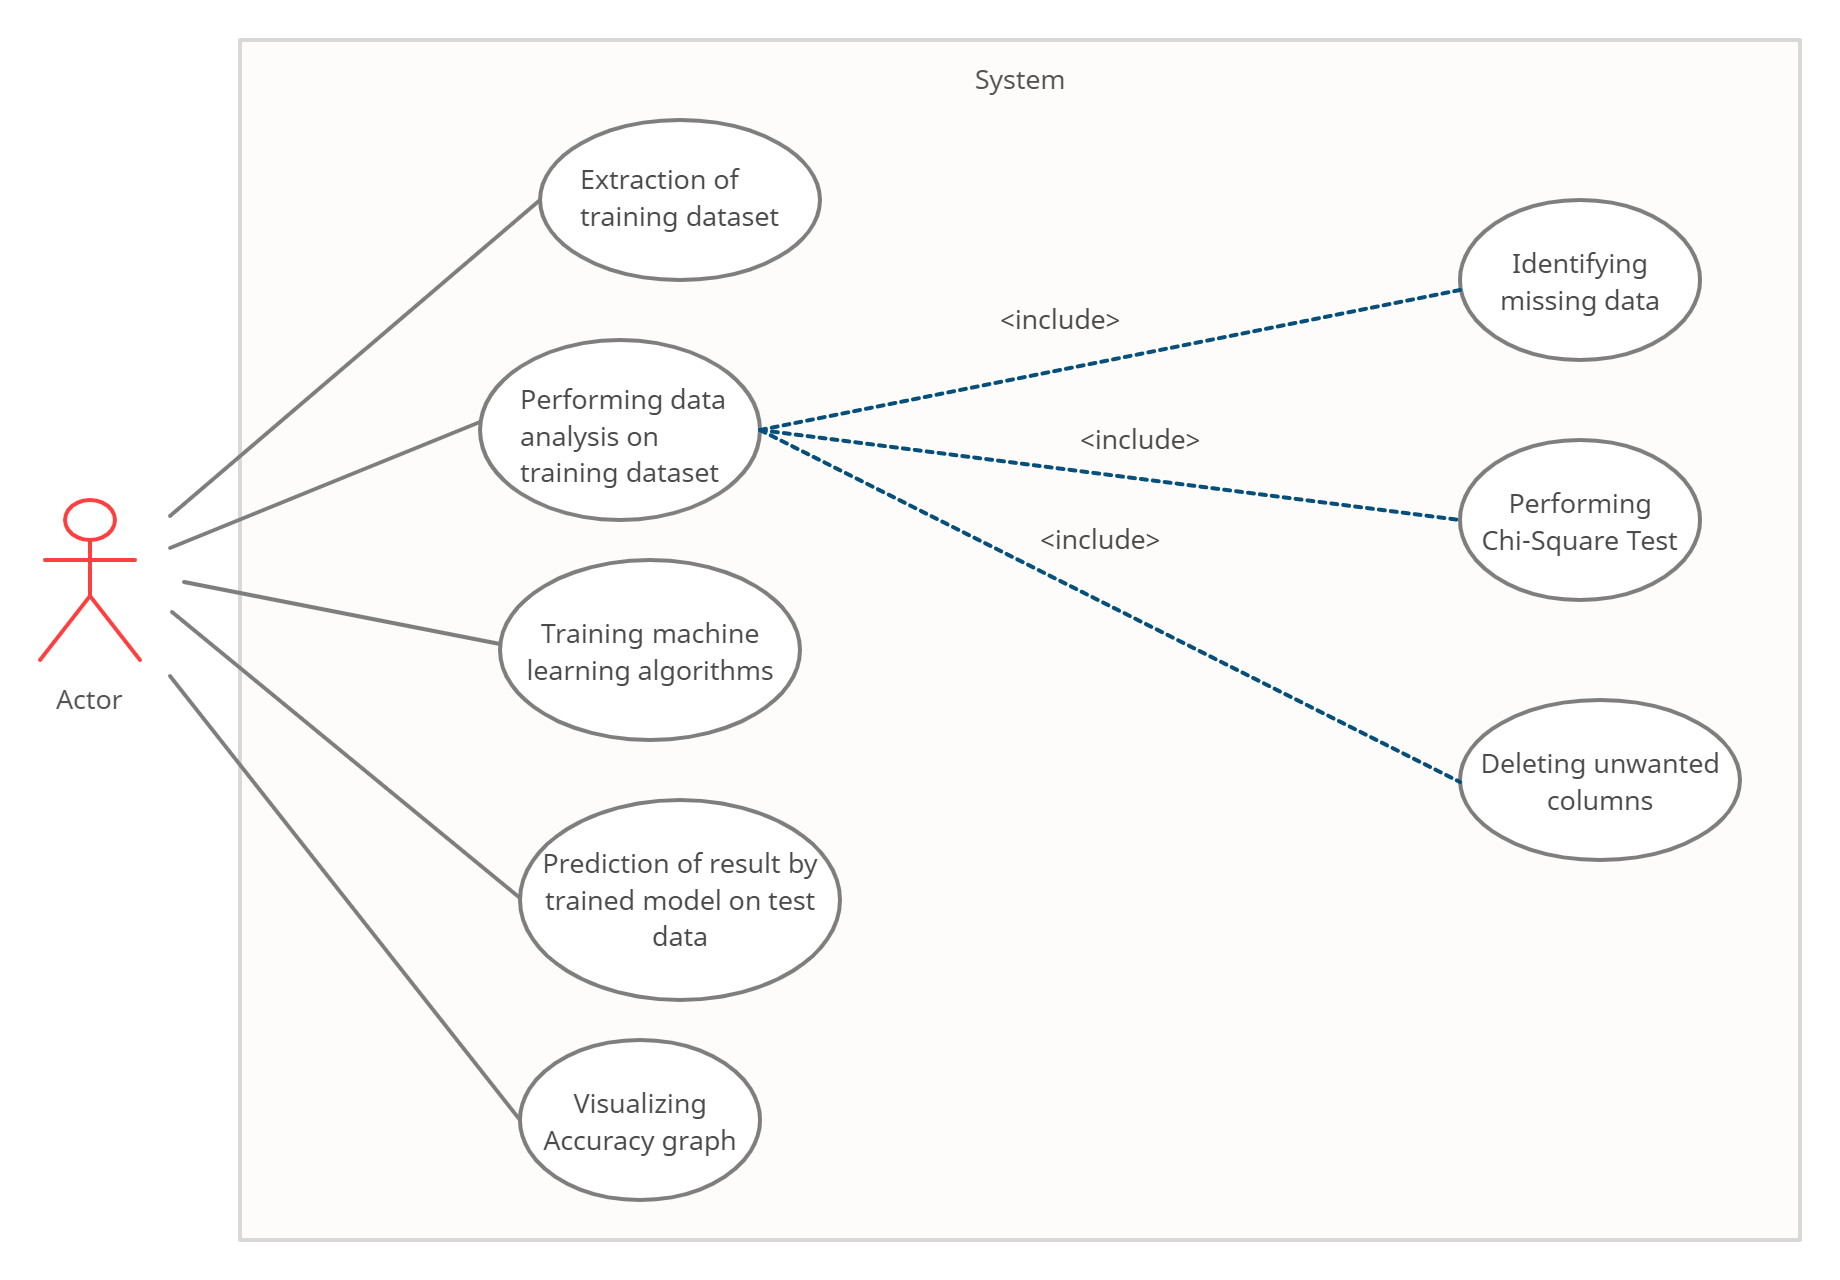 System
Extraction of
training dataset
Identifying
missing data
<include>
Performing data
analysis on
training dataset
<include>
Performing
Chi-Square Test
<include>
Actor
Training machine
learning algorithms
Deleting unwanted
columns
Prediction of result by
trained model on test
data
Visualizing
Accuracy graph